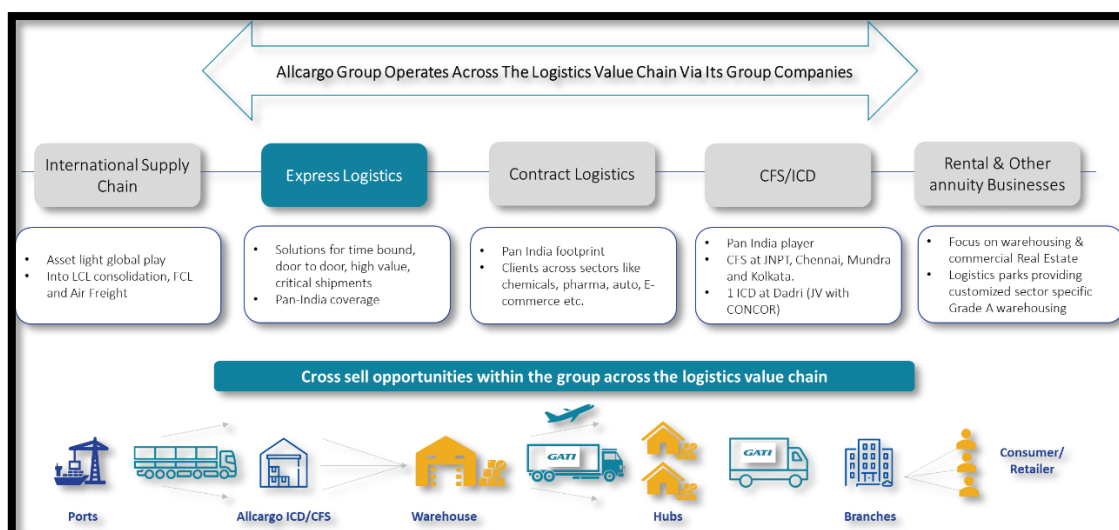 Allcargo Group Operates Across The Logistics Value Chain Via Its Group Companies
International Supply
Chain
Express Logistics
Contract Logistics
CFS/ICD
Rental & Other
annuity Businesses
• Asset light global play
• Into LCL consolidation, FCL
and Air Freight
• Solutions for time bound,
door to door, high value,
critical shipments
• Pan-India coverage
• Pan India footprint
• Clients across sectors like
chemicals, pharma, auto, E-
commerce etc.
• Pan India player
• CFS at JNPT, Chennai, Mundra
and Kolkata.
• 1 ICD at Dadri (JV with
CONCOR)
• Focus on warehousing &
commercial Real Estate
• Logistics parks providing
customized sector specific
Grade A warehousing
Cross sell opportunities within the group across the logistics value chain
GATI
GATI
Consumer/
Retailer
Ports
Allcargo ICD/CFS
Warehouse
Hubs
Branches